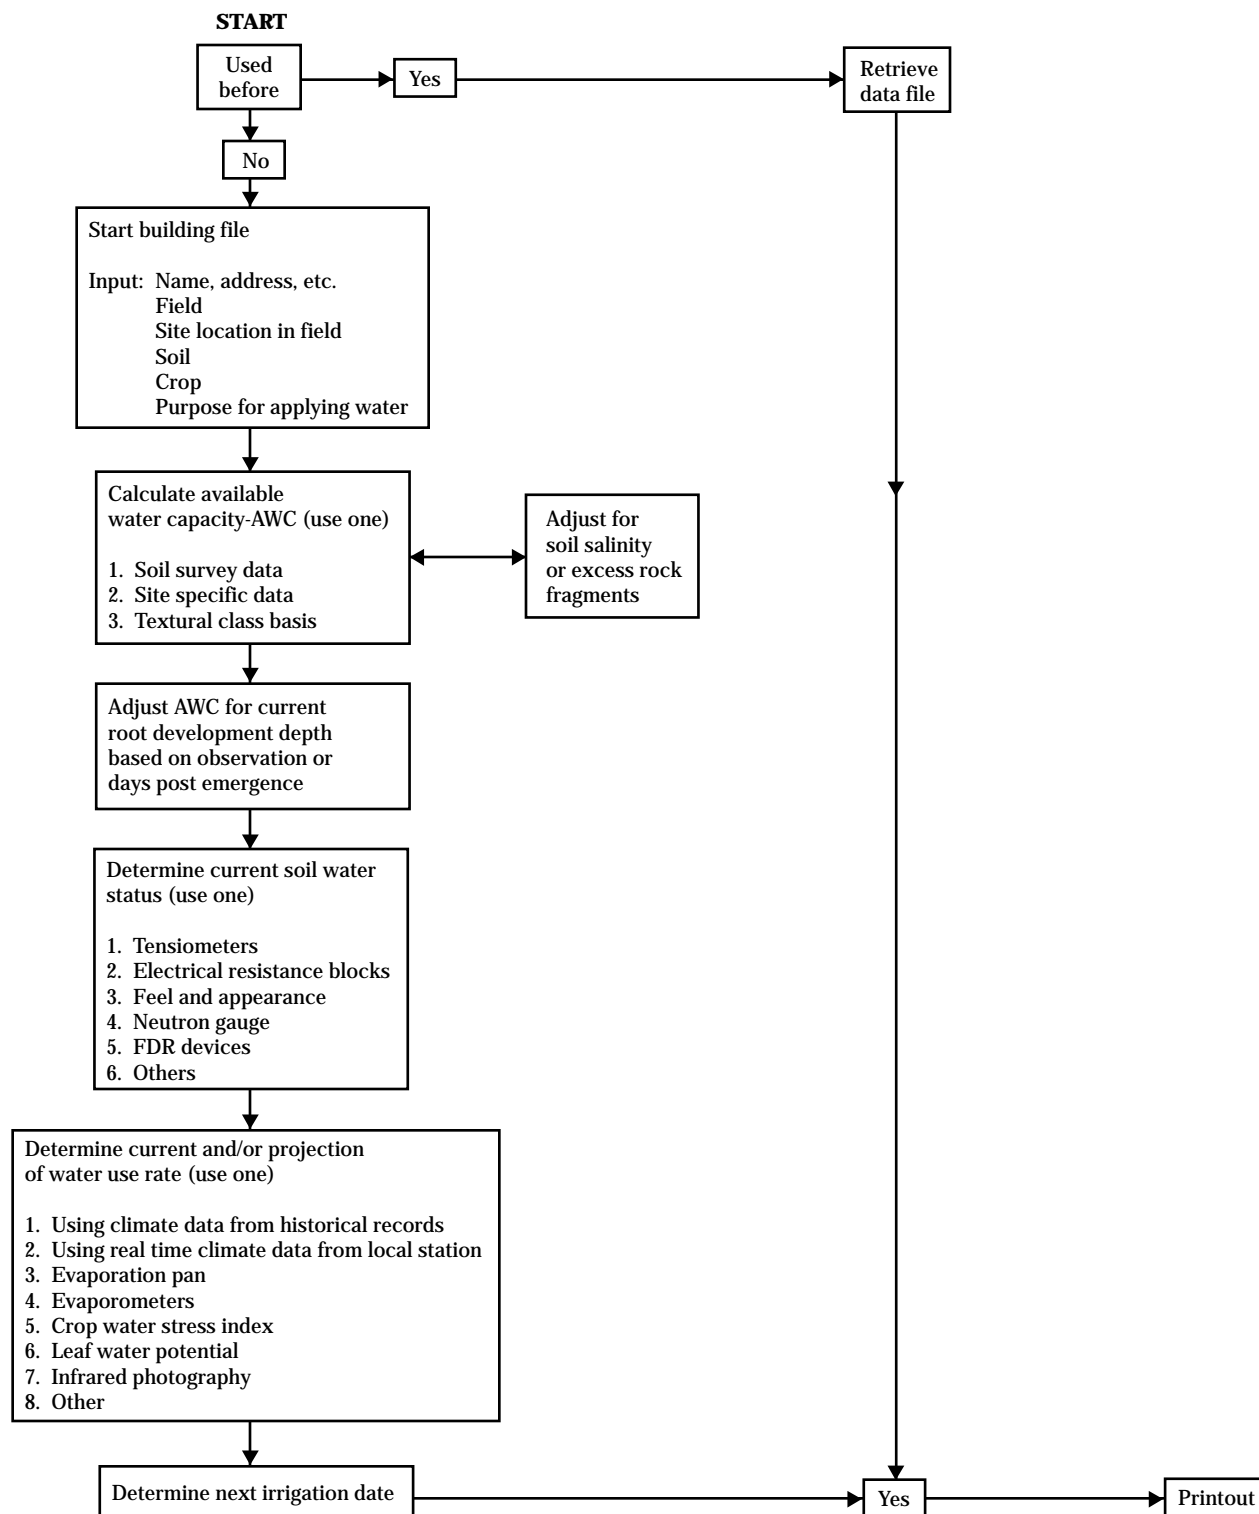 START
Used
before
Yes
Retrieve
data file
No
Start building file
Input: Name, address, etc.
Field
Site location in field
Soil
Crop
Purpose for applying water
Calculate available
water capacity-AWC (use one)
1. Soil survey data
2. Site specific data
3. Textural class basis
Adjust for
soil salinity
or excess rock
fragments
Adjust AWC for current
root development depth
based on observation or
days post emergence
Determine current soil water
status (use one)
1. Tensiometers
2. Electrical resistance blocks
3. Feel and appearance
4. Neutron gauge
5. FDR devices
6. Others
Determine current and/or projection
of water use rate (use one)
1. Using climate data from historical records
2. Using real time climate data from local station
3. Evaporation pan
4. Evaporometers
5. Crop water stress index
6. Leaf water potential
7. Infrared photography
8. Other
Determine next irrigation date
Yes
Printout